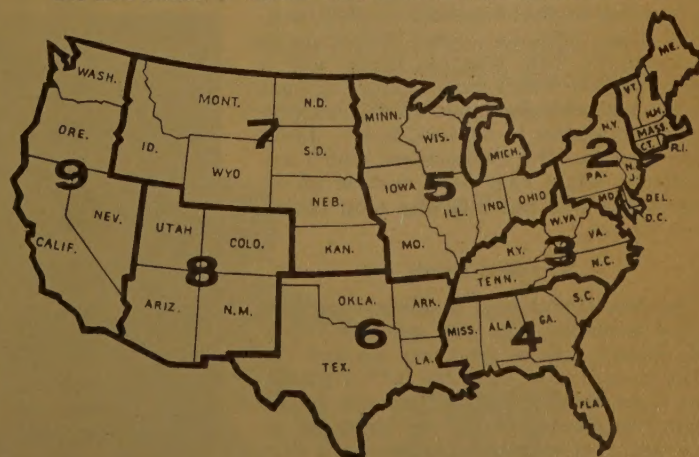 ME.
WASH.
VT.
1
MONT.
N.D.
MINN.
N.H.
ORE.
7
N.Y.
MASS.
WIS.
2
CT.
R.I.
ID.
S.D.
MICH.
WYO
PA.
N.J.
9
IOWA
5
NEB.
MD.
DEL.
NEV.
UTAH
ILL.
IND.
OHIO
D.C.
W.VA
COLO.
VA.
CALIF.
KAN.
MO.
KY.
3
8
N.C.
TENN.
OKLA.
ARK.
S.C.
ARIZ.
N.M.
6
MISS.
ALA.
GA.
4
TEX.
LA.
FLA.